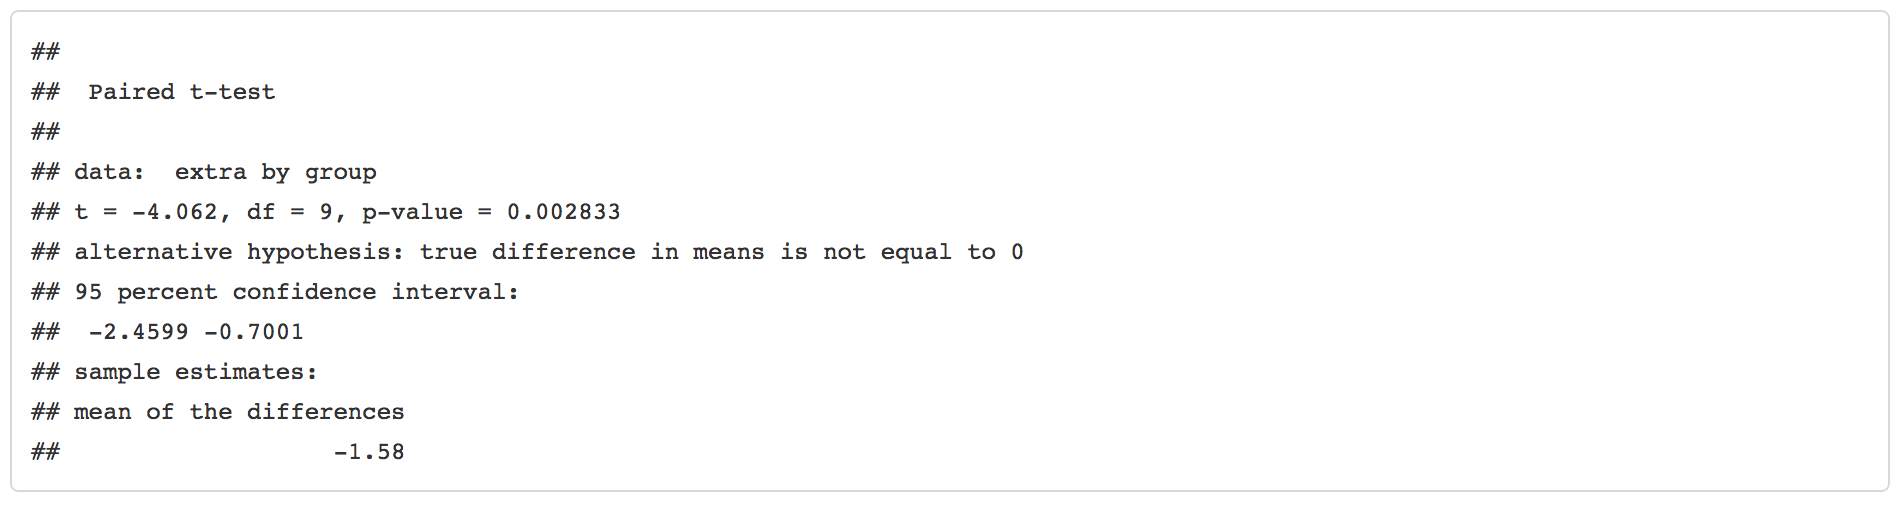 ##
##  Paired t-test
##
## data:  extra by group
## t = -4.062, df = 9, p-value = 0.002833
## alternative hypothesis: true difference in means is not equal to 0
## 95 percent confidence interval:
##  -2.4599 -0.7001
## sample estimates:
## mean of the differences
##                   -1.58